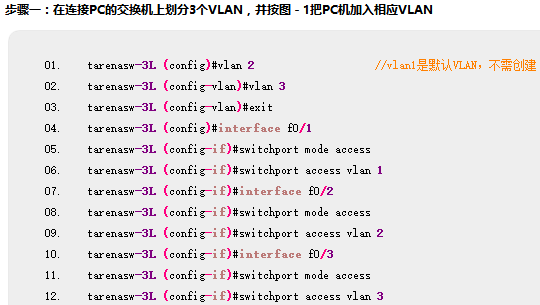 步骤一：在连接PC的交换机上划分3个VLAN，并按图－1把PC机加入相应VLAN
01. tarenasw-3L (config)#vlan 2 //vlan1是默认VLAN，不需创建
02. tarenasw-3L (config-vlan)#vlan 3
03. tarenasw-3L (config-vlan)#exit
04. tarenasw-3L (config)#interface f0/1
05. tarenasw-3L (config-if)#switchport mode access
06. tarenasw-3L (config-if)#switchport access vlan 1
07. tarenasw-3L (config-if)#interface f0/2
08. tarenasw-3L (config-if)#switchport mode access
09. tarenasw-3L (config-if)#switchport access vlan 2
10. tarenasw-3L (config-if)#interface f0/3
11. tarenasw-3L (config-if)#switchport mode access
12. tarenasw-3L (config-if)#switchport access vlan 3